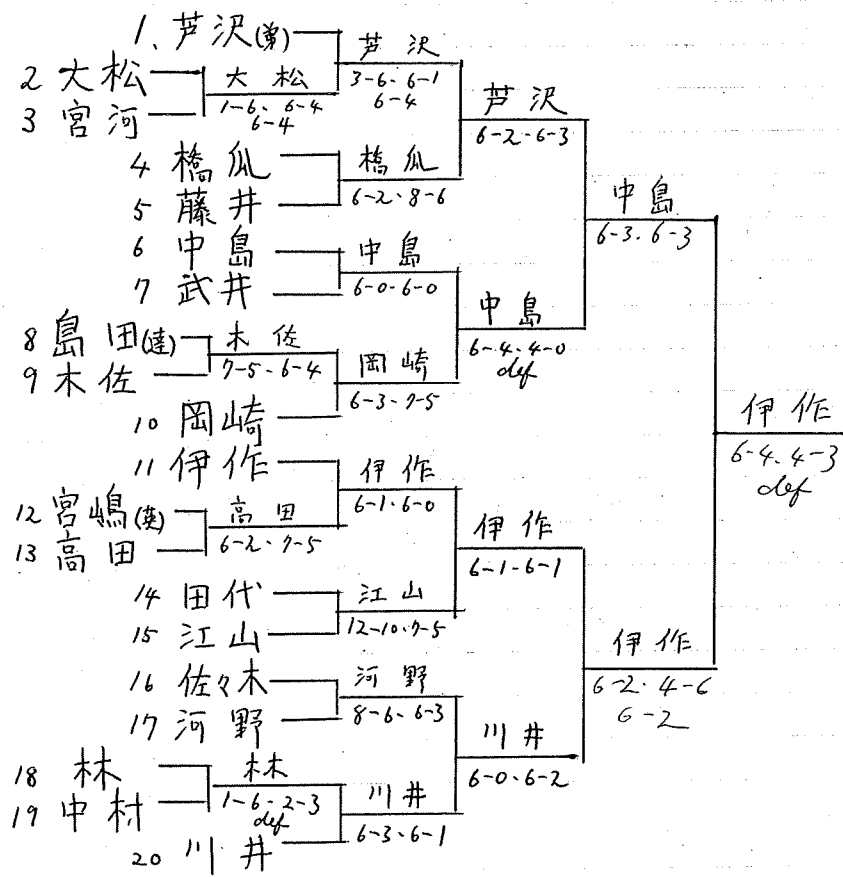 1、芦沢(弟)
2 大松
3 宮河
4 橋爪
5 藤井
6 中島
7 武井
8 島田(達)
9 木佐
10 岡崎
11 伊作
12 宮嶋(英)
13 高田
14 田代
15 江山
16 佐々木
17 河野
18 林
19 中村
20 川井
大松
1-6、6-4
6-4
木佐
7-5、6-4
高田
6-2、7-5
林
1-6、2-3
def
芦沢
3-6、6-1
6-4
橋爪
6-2、8-6
中島
6-0、6-0
岡崎
6-3、7-5
伊作
6-1、6-0
江山
12-10、7-5
河野
8-6、6-3
川井
6-3、6-1
芦沢
6-2、6-3
中島
6-4、4-0
def
伊作
6-1、6-1
川井
6-0、6-2
中島
6-3、6-3
伊作
6-2、4-6
6-2
伊作
6-4、4-3
def